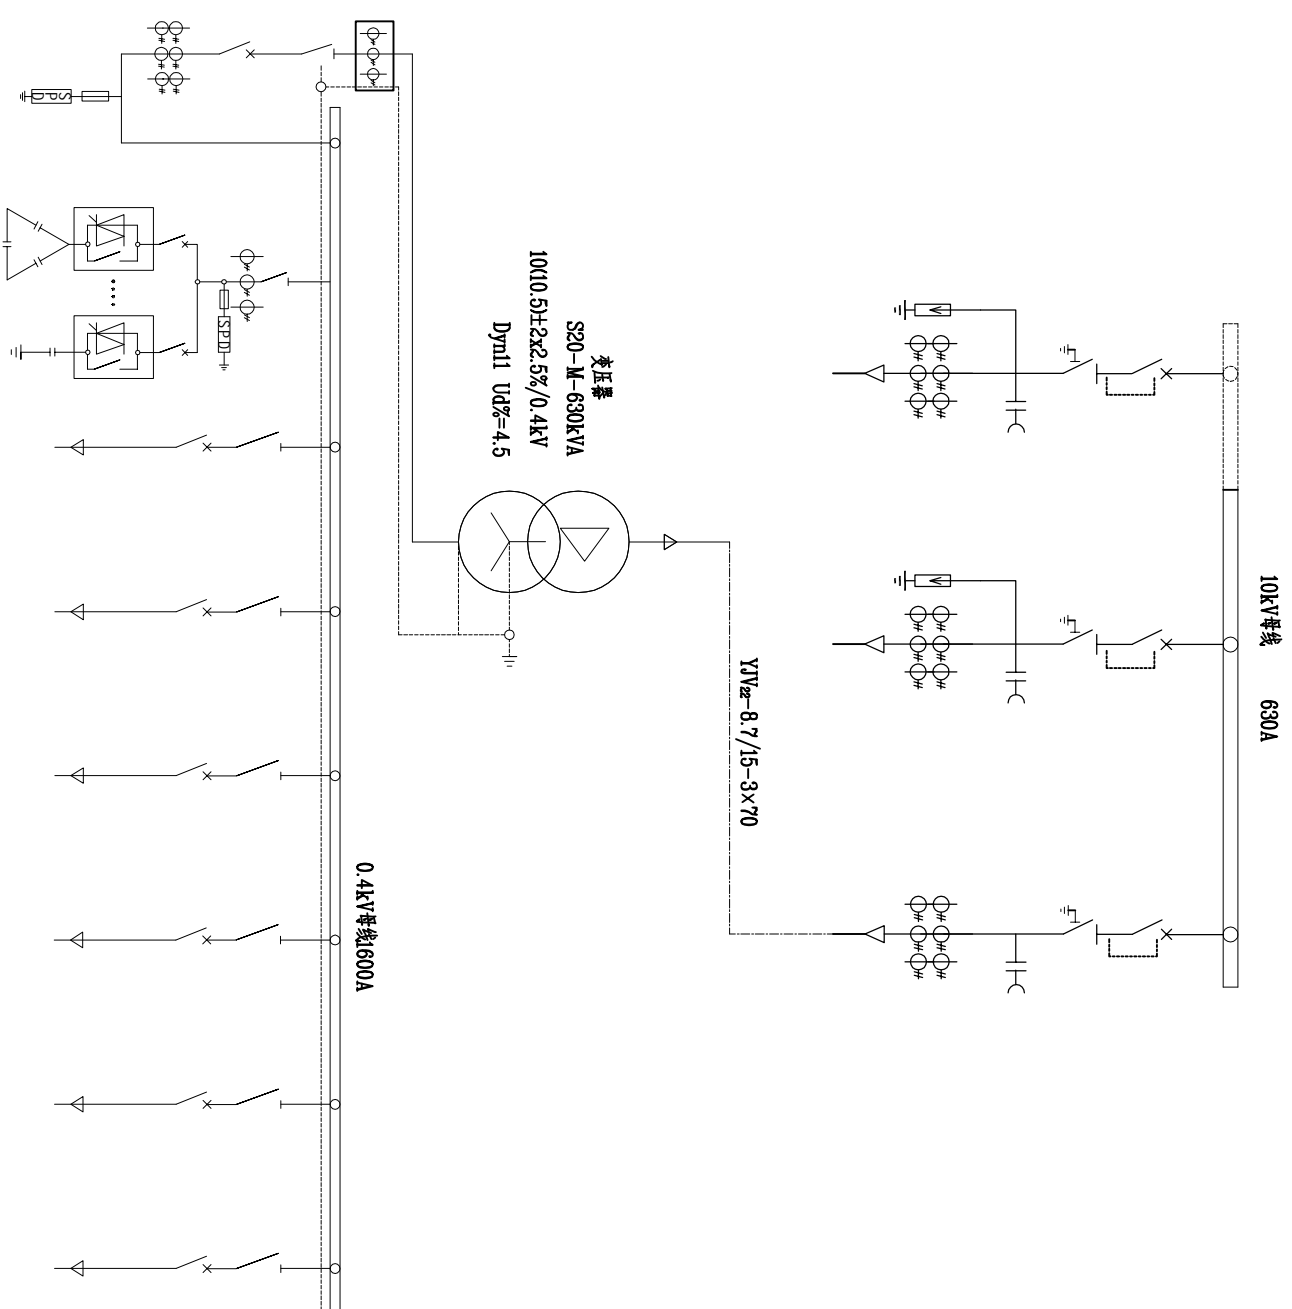 10kV母线 630A
YJV22-8.7/15-3×70
变压器
S20-M-630kVA
10(10.5)±2x2.5%/0.4kV
Dyn11 Ud%=4.5
0.4kV母线1600A
SPD
SPD